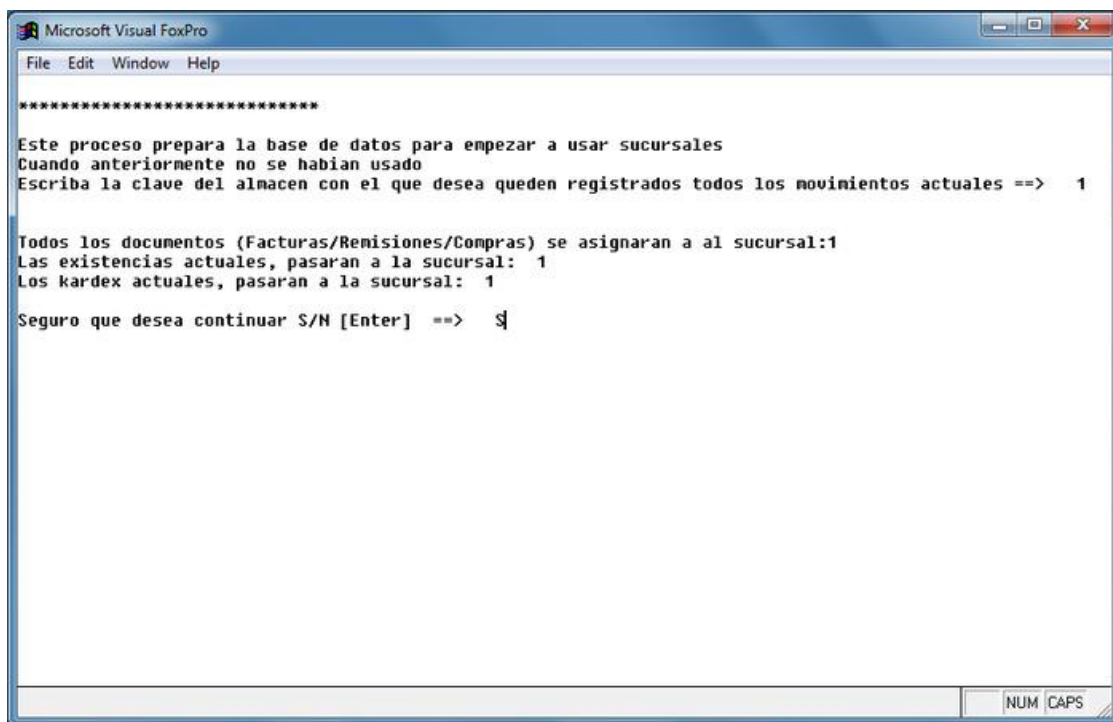 Microsoft Visual FoxPro
File Edit Window Help
*****************************
Este proceso prepara la base de datos para empezar a usar sucursales
Cuando anteriormente no se habian usado
Escriba la clave del almacen con el que desea queden registrados todos los movimientos actuales ==> 1
Todos los documentos (Facturas/Remisiones/Compras) se asignaran a al sucursal:1
Las existencias actuales, pasaran a la sucursal: 1
Los kardex actuales, pasaran a la sucursal: 1
Seguro que desea continuar S/N [Enter] ==> S
NUM CAPS